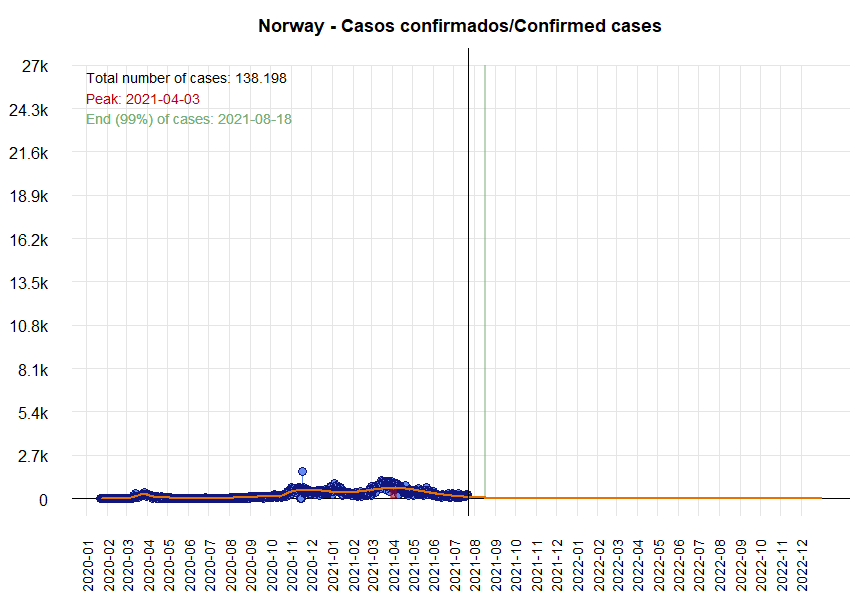 Norway - Casos confirmados/Confirmed cases
27k
Total number of cases: 138.198
Peak: 2021-04-03
24.3k
End (99%) of cases: 2021-08-18
21.6k
18.9k
16.2k
13.5k
10.8k
8.1k
5.4k
2.7k
0
2020-01
2020-02
2020-03
2020-04
2020-05
2020-06
2020-07
2020-08
2020-09
2020-10
2020-11
2020-12
2021-01
2021-02
2021-03
2021-04
2021-05
2021-06
2021-07
2021-08
2021-09
2021-10
2021-11
2021-12
2022-01
2022-02
2022-03
2022-04
2022-05
2022-06
2022-07
2022-08
2022-09
2022-10
2022-11
2022-12